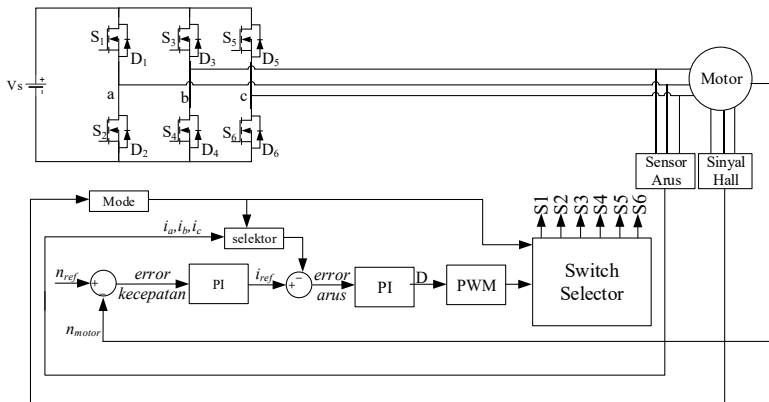 S1 S3 S5
D1 D3 D5
Vs + -
a b c
S2 S4 S6
D2 D4 D6
Motor
Sensor
Arus
Sinyal
Hall
Mode
ia,ib,ic
selektor
S1 S2 S3 S4 S5 S6
nref + -
error
kecepatan
PI
iref
+ -
error
arus
PI
D
PWM
Switch
Selector
nmotor